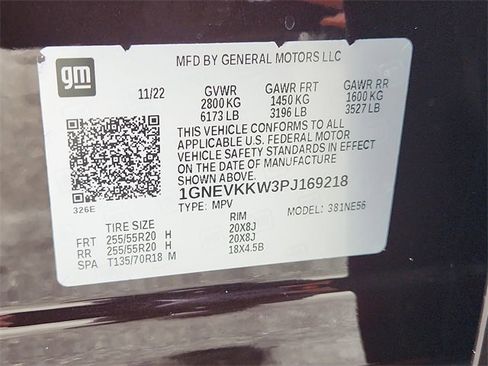 gm
MFD BY GENERAL MOTORS LLC
11/22 GVWR GAWR FRT GAWR RR
2800 KG 1450 KG 1600 KG
6173 LB 3196 LB 3527 LB
THIS VEHICLE CONFORMS TO ALL
APPLICABLE U.S. FEDERAL MOTOR
VEHICLE SAFETY STANDARDS IN EFFECT
ON THE DATE OF MANUFACTURE
SHOWN ABOVE.
1GNEVKKW3PJ169218
326E TYPE: MPV MODEL: 381NE56
TIRE SIZE RIM
FRT 255/55R20 H 20X8J
RR 255/55R20 H 20X8J
SPA T135/70R18 M 18X4.5B